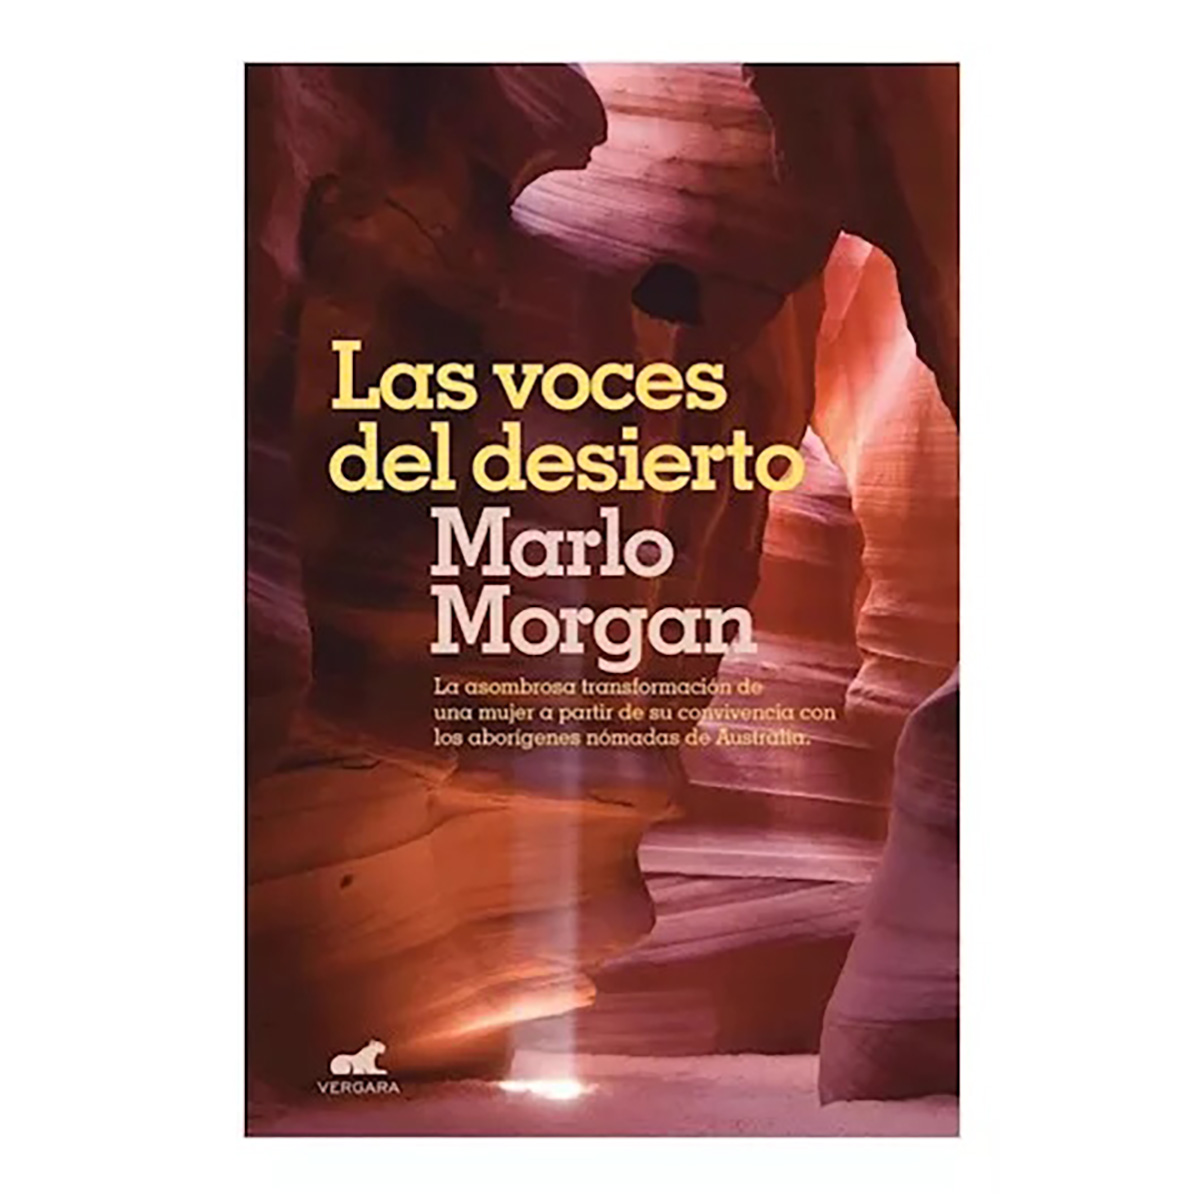 Las voces
del desierto
Marlo
Morgan
La asombrosa transformación de
una mujer a partir de su convivencia con
los aborígenes nómadas de Australia.
VERGARA